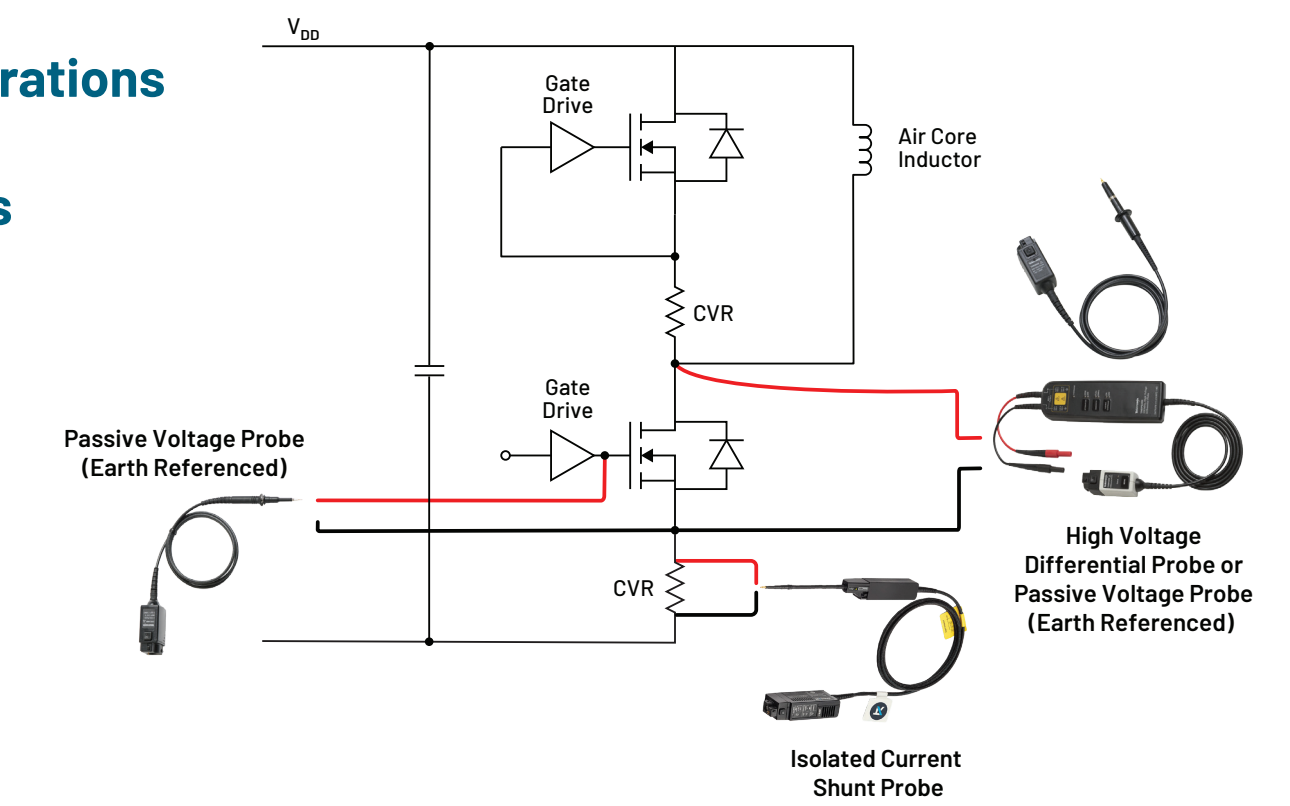 rations
s
V_DD
Gate
Drive
Air Core
Inductor
CVR
Gate
Drive
Passive Voltage Probe
(Earth Referenced)
High Voltage
Differential Probe or
Passive Voltage Probe
(Earth Referenced)
CVR
Isolated Current
Shunt Probe